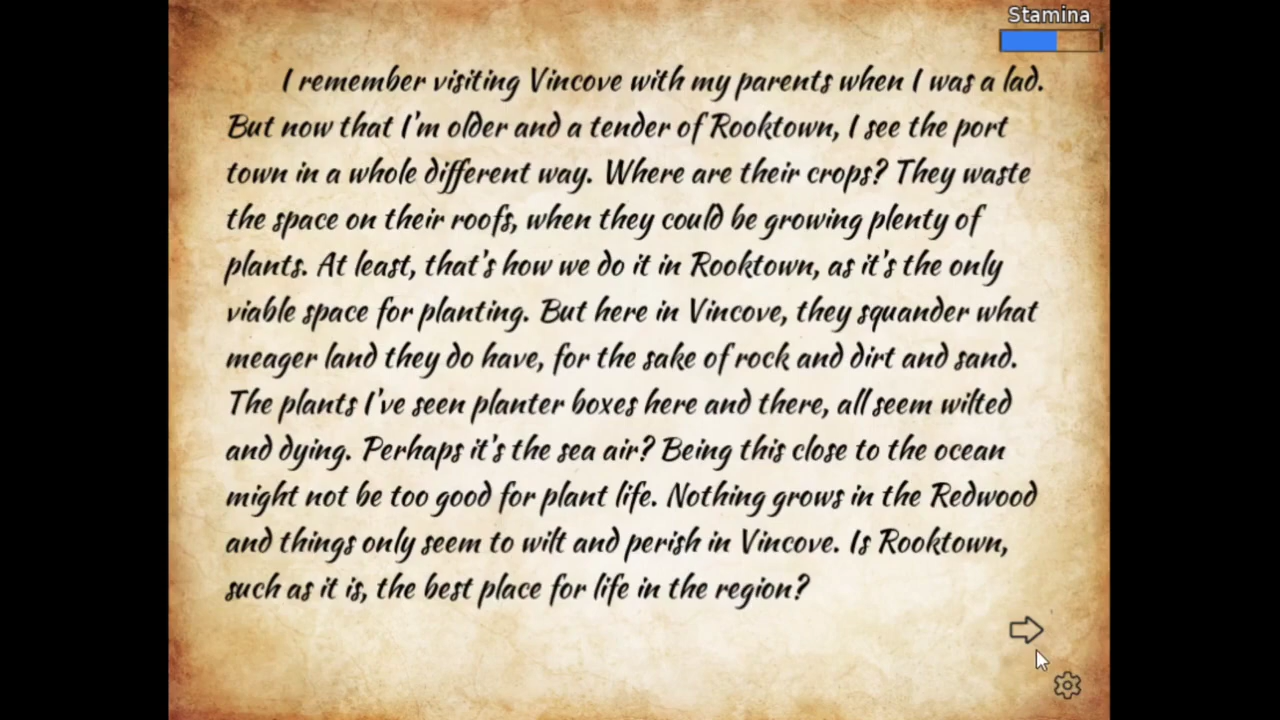 Stamina
I remember visiting Vincove with my parents when I was a lad.
But now that I'm older and a tender of Rooktown, I see the port
town in a whole different way. Where are their crops? They waste
the space on their roofs, when they could be growing plenty of
plants. At least, that's how we do it in Rooktown, as it's the only
viable space for planting. But here in Vincove, they squander what
meager land they do have, for the sake of rock and dirt and sand.
The plants I've seen planter boxes here and there, all seem wilted
and dying. Perhaps it's the sea air? Being this close to the ocean
might not be too good for plant life. Nothing grows in the Redwood
and things only seem to wilt and perish in Vincove. Is Rooktown,
such as it is, the best place for life in the region?